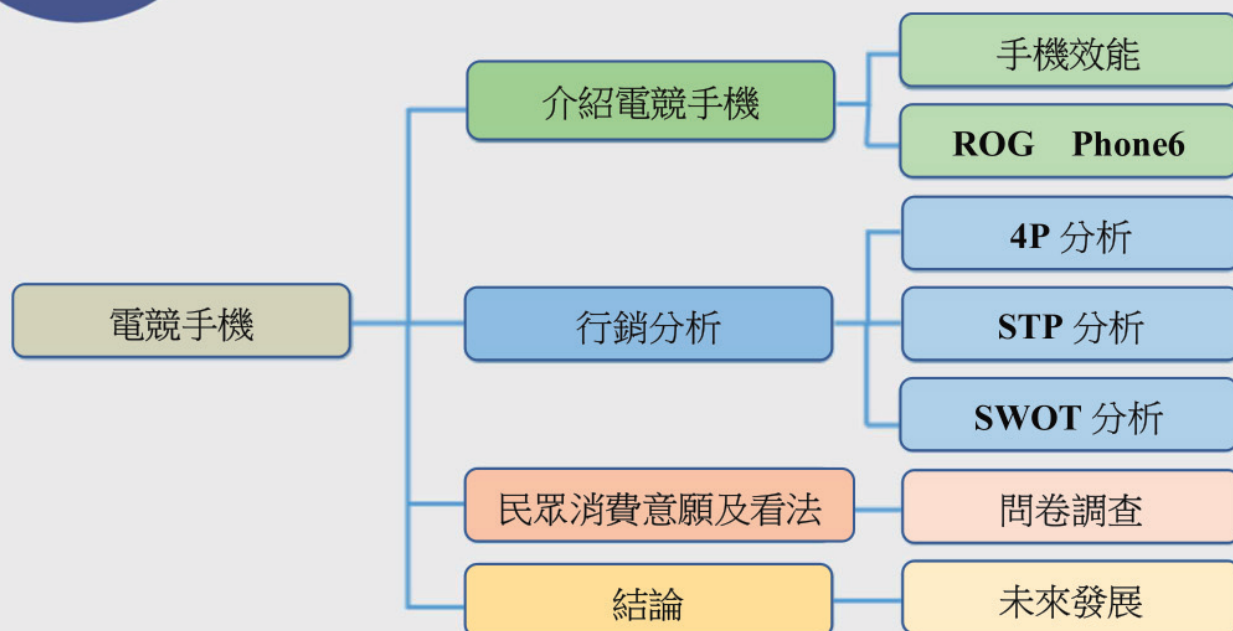 電競手機
介紹電競手機
手機效能
ROG Phone6
行銷分析
4P 分析
STP 分析
SWOT 分析
民眾消費意願及看法
問卷調查
結論
未來發展